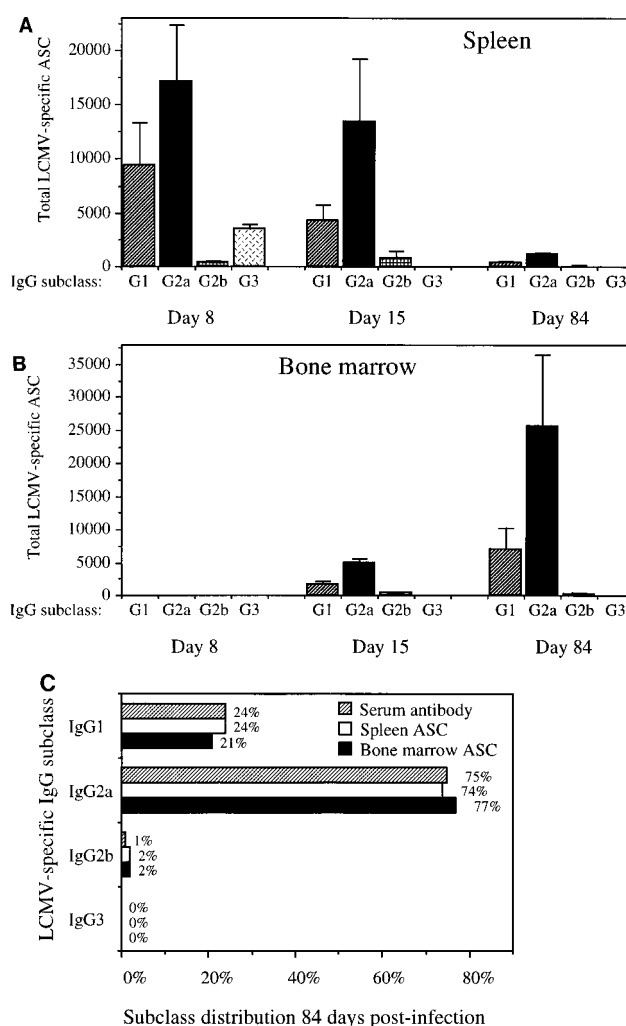 A
Spleen
Total LCMV-specific ASC
20000
15000
10000
5000
0
IgG subclass: G1 G2a G2b G3 G1 G2a G2b G3 G1 G2a G2b G3
Day 8 Day 15 Day 84
B
Bone marrow
Total LCMV-specific ASC
35000
30000
25000
20000
15000
10000
5000
0
IgG subclass: G1 G2a G2b G3 G1 G2a G2b G3 G1 G2a G2b G3
Day 8 Day 15 Day 84
C
LCMV-specific IgG subclass
Serum antibody
Spleen ASC
Bone marrow ASC
IgG1
24%
24%
21%
IgG2a
75%
74%
77%
IgG2b
1%
2%
2%
IgG3
0%
0%
0%
0% 20% 40% 60% 80%
Subclass distribution 84 days post-infection